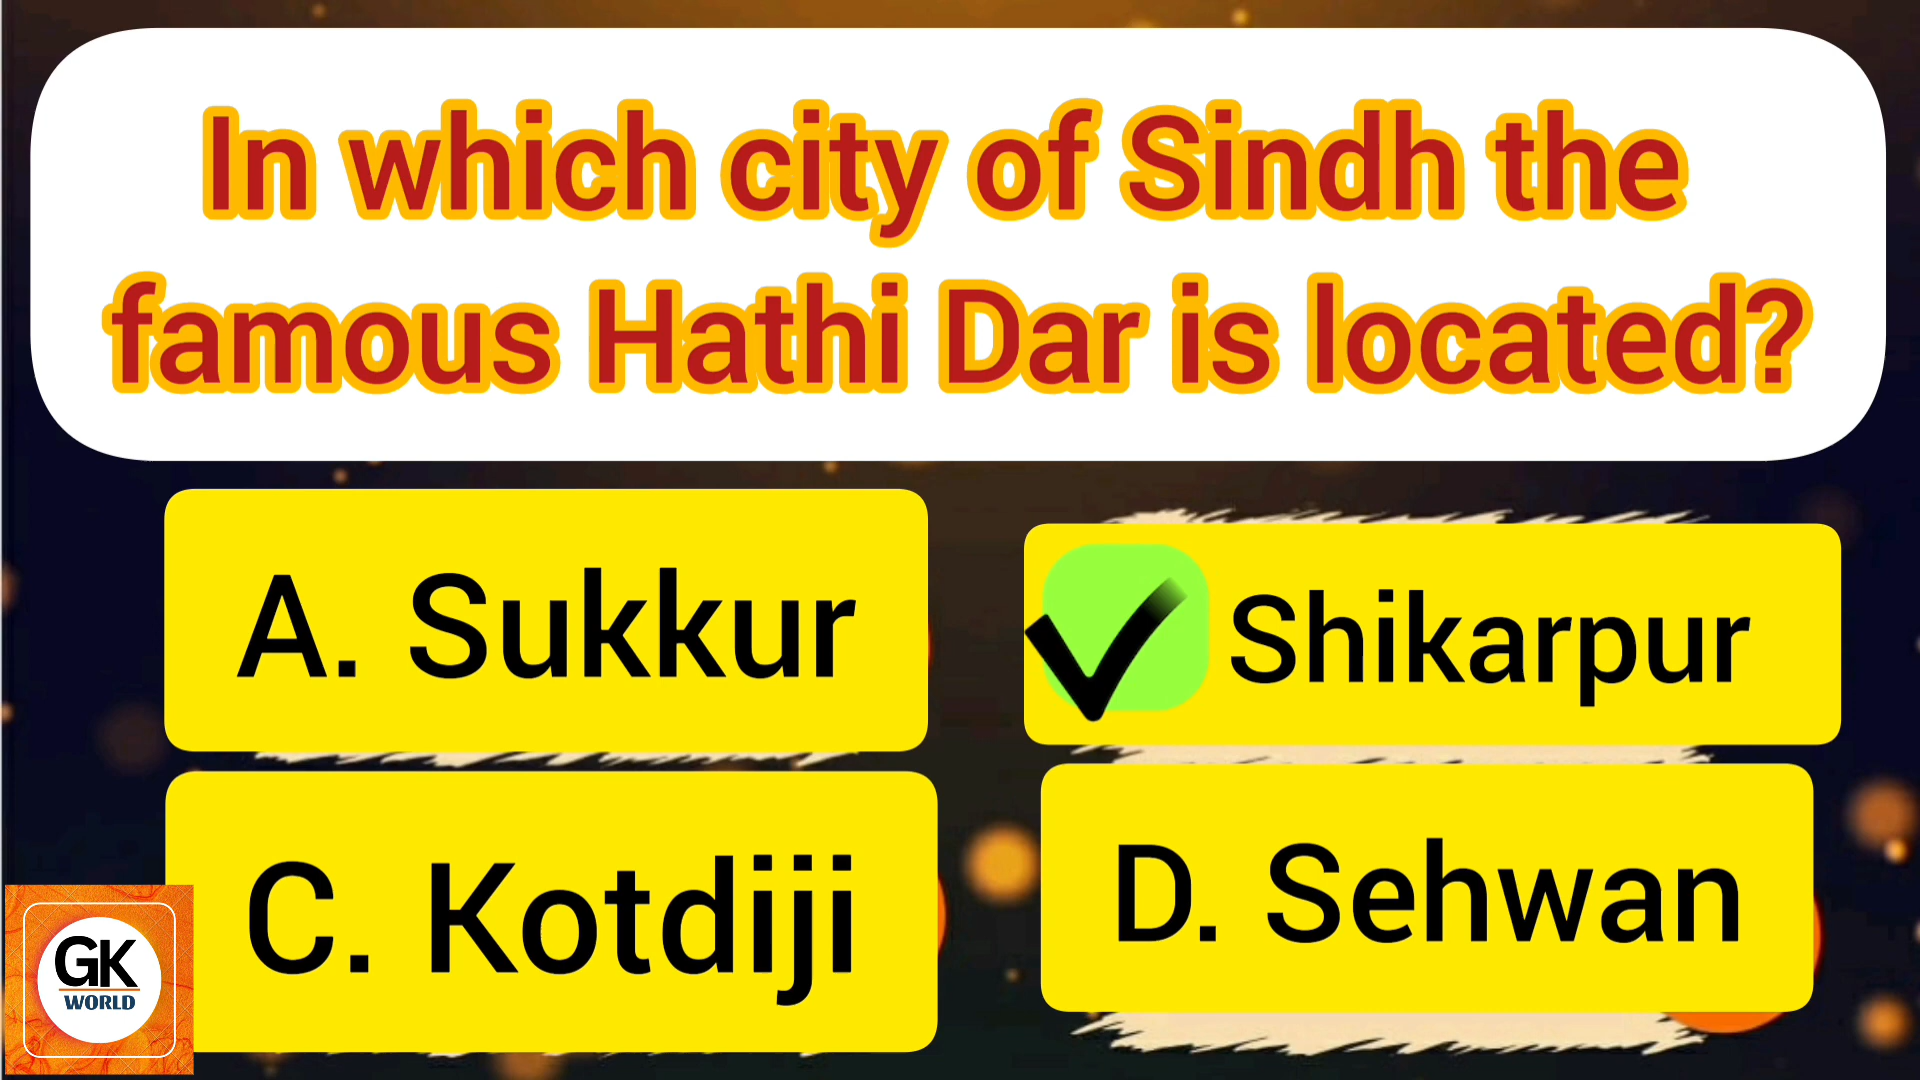 In which city of Sindh the
famous Hathi Dar is located?
A. Sukkur
Shikarpur
C. Kotdiji
D. Sehwan
GK
WORLD